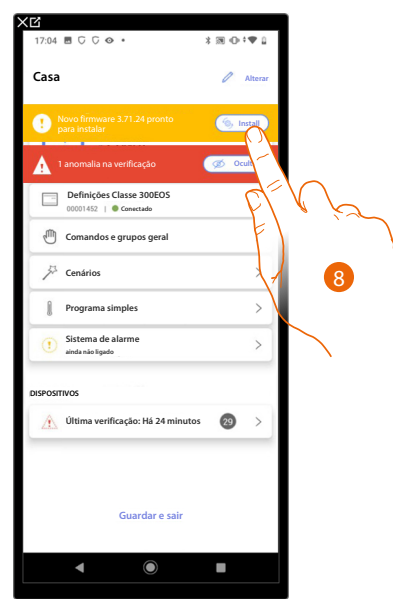 17:04
Casa
Alterar
Novo firmware 3.71.24 pronto
para instalar
Install
1 anomalia na verificação
Definições Classe 300EOS
00001452 | Conectado
Comandos e grupos geral
Cenários
Programa simples
Sistema de alarme
ainda não ligado
DISPOSITIVOS
Última verificação: Há 24 minutos
29
Guardar e sair
8